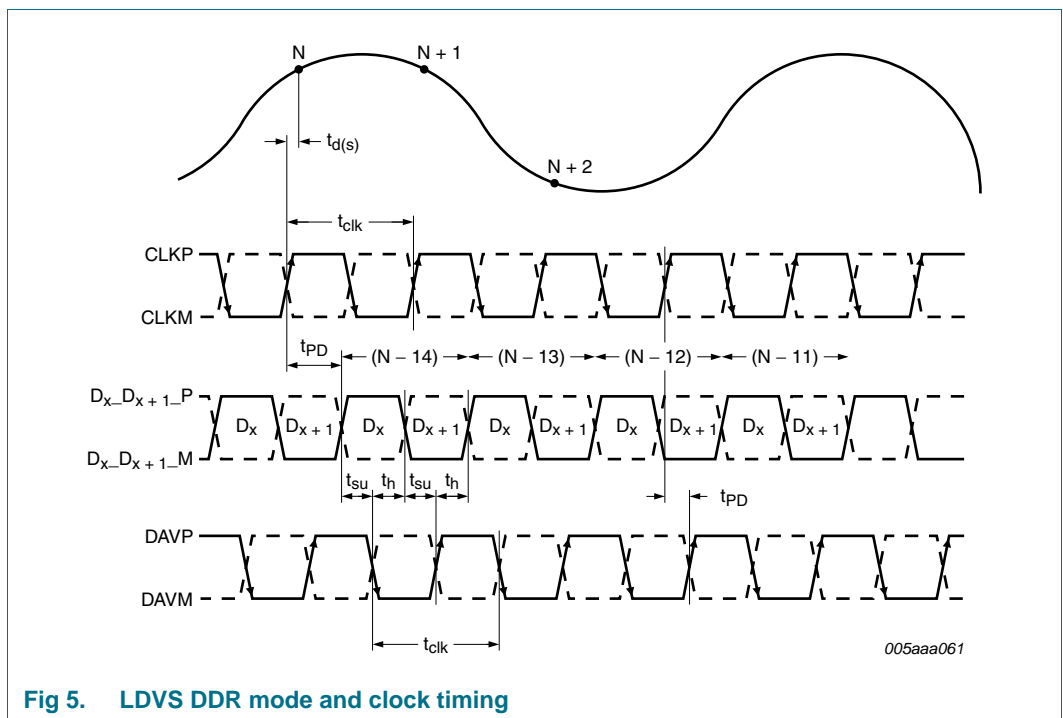 N
N + 1
t_d(s)
N + 2
t_clk
CLKP
CLKM
t_PD
(N − 14)
(N − 13)
(N − 12)
(N − 11)
D_x_D_x + 1_P
D_x
D_x + 1
D_x
D_x + 1
D_x
D_x + 1
D_x
D_x + 1
D_x
D_x + 1
D_x_D_x + 1_M
t_su
t_h
t_su
t_h
t_PD
DAVP
DAVM
t_clk
005aaa061
Fig 5. LDVS DDR mode and clock timing